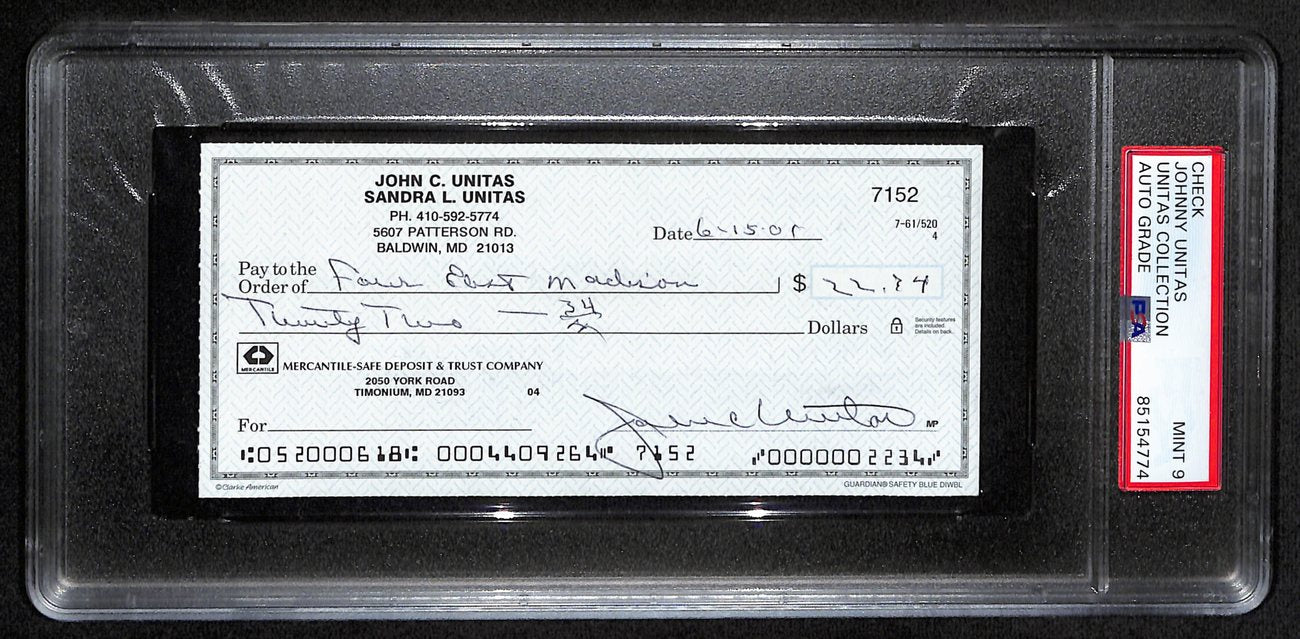 JOHN C. UNITAS
SANDRA L. UNITAS
PH. 410-592-5774
5607 PATTERSON RD.
BALDWIN, MD 21013
7152
7-61/520
4
Date 6-15-01
Pay to the
Order of Four East Madison $ 22.34
Twenty Two — 34/ Dollars
Security features
are included.
Details on back.
MERCANTILE
MERCANTILE-SAFE DEPOSIT & TRUST COMPANY
2050 YORK ROAD
TIMONIUM, MD 21093 04
For John C Unitas MP
⑆052000618⑆ 0004409264⑈ 7152 ⑈0000002234⑈
©Clarke American
GUARDIAN® SAFETY BLUE DIWBL
CHECK
JOHNNY UNITAS
UNITAS COLLECTION MINT 9
AUTO GRADE 85154774
PSA